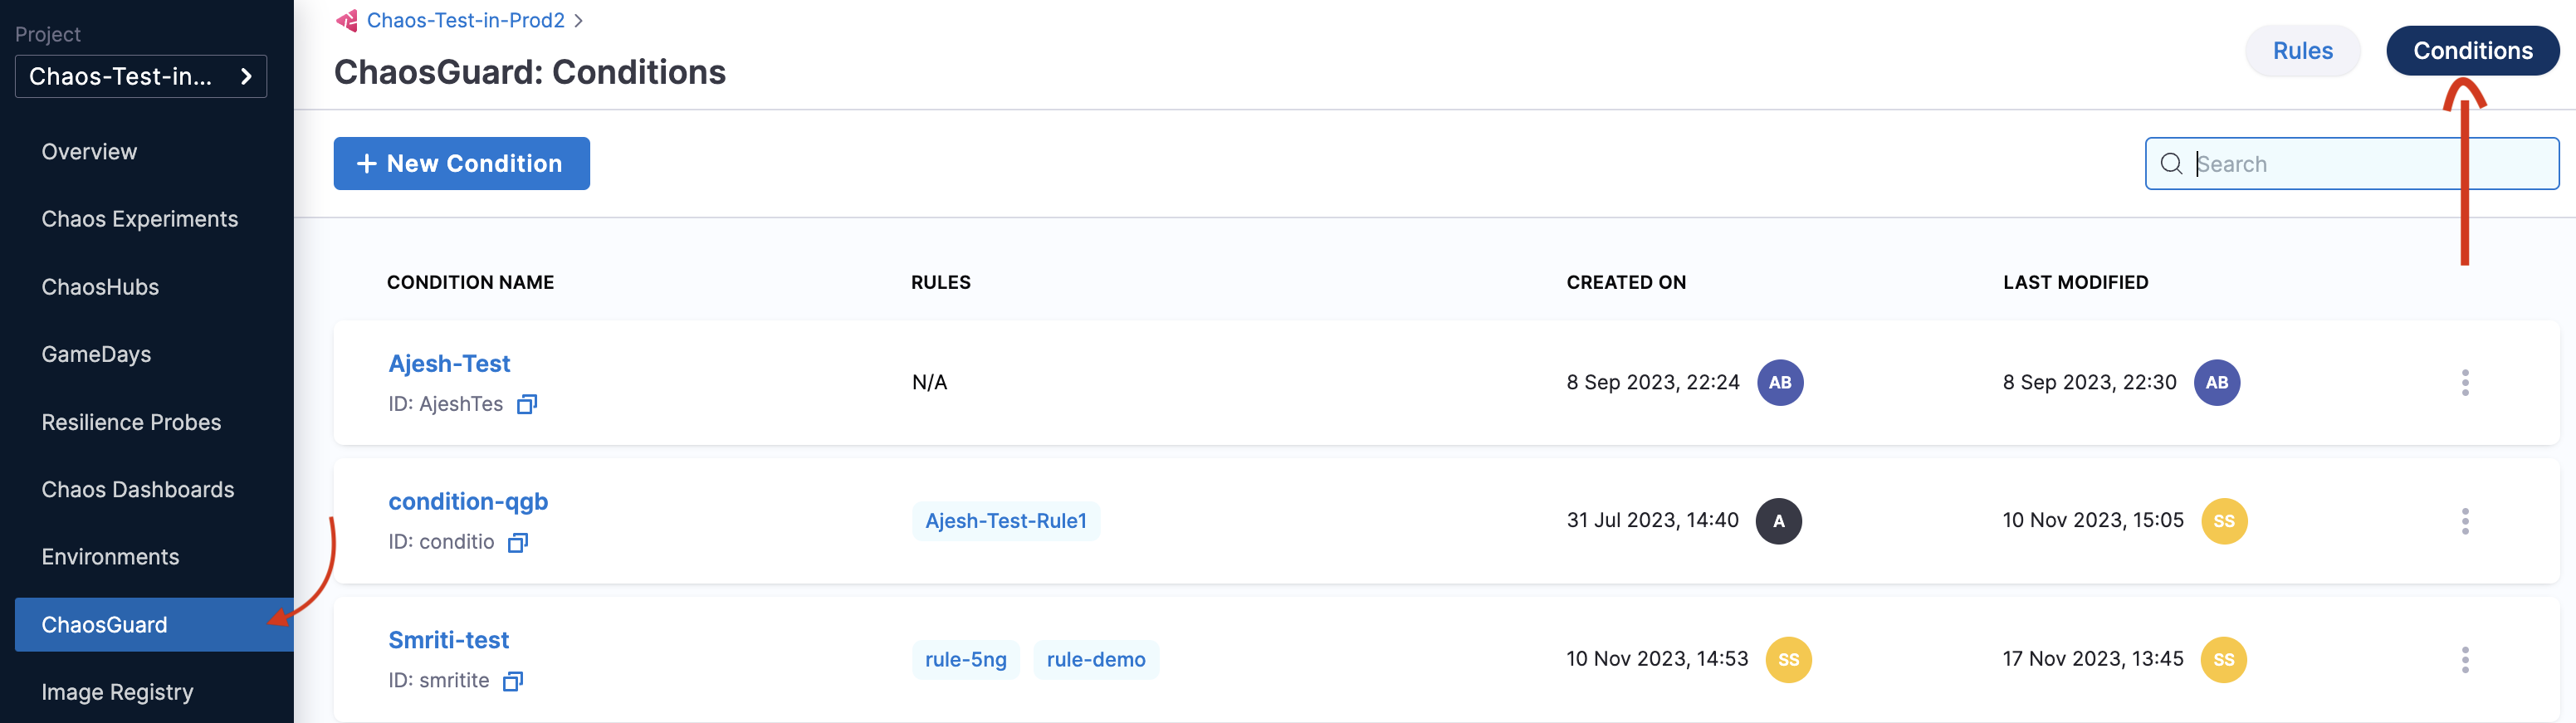 Project
Chaos-Test-in...
Overview
Chaos Experiments
ChaosHubs
GameDays
Resilience Probes
Chaos Dashboards
Environments
ChaosGuard
Image Registry
Chaos-Test-in-Prod2
ChaosGuard: Conditions
Rules
Conditions
+ New Condition
Search
CONDITION NAME RULES CREATED ON LAST MODIFIED
Ajesh-Test
ID: AjeshTes
N/A
8 Sep 2023, 22:24 AB
8 Sep 2023, 22:30 AB
condition-qgb
ID: conditio
Ajesh-Test-Rule1
31 Jul 2023, 14:40 A
10 Nov 2023, 15:05 SS
Smriti-test
ID: smritite
rule-5ng rule-demo
10 Nov 2023, 14:53 SS
17 Nov 2023, 13:45 SS